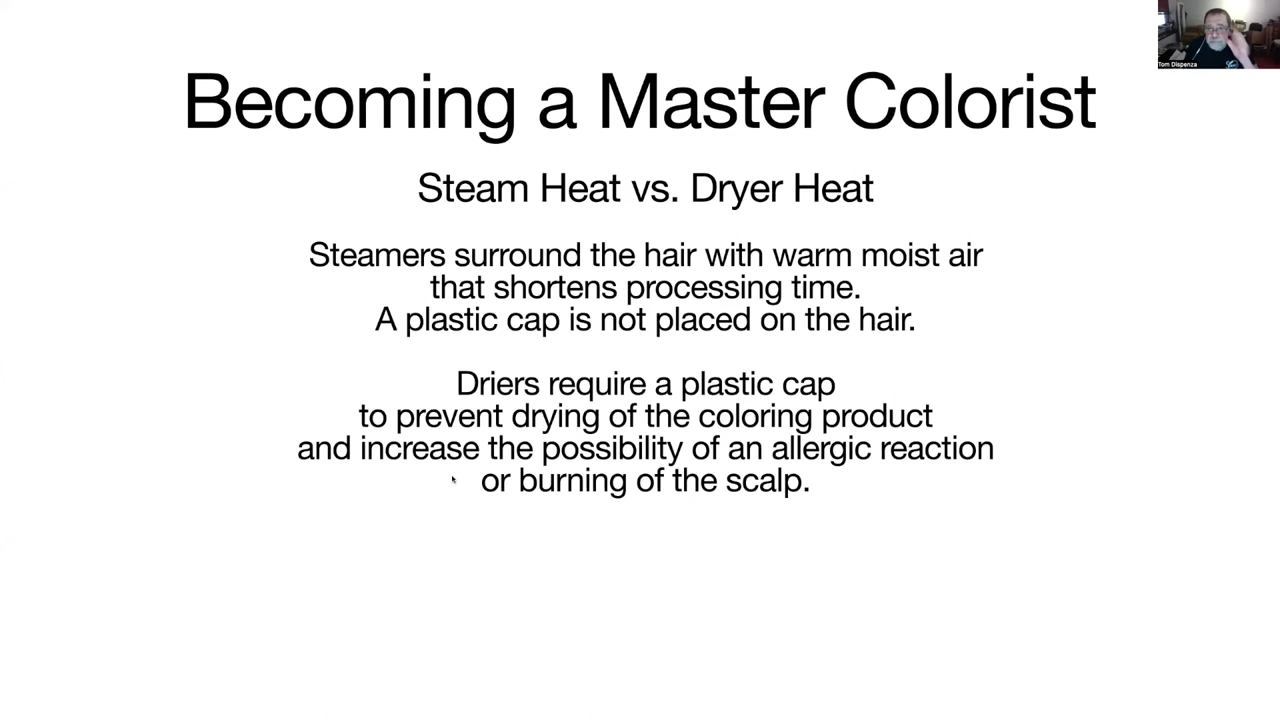 Becoming a Master Colorist
Steam Heat vs. Dryer Heat
Steamers surround the hair with warm moist air
that shortens processing time.
A plastic cap is not placed on the hair.
Driers require a plastic cap
to prevent drying of the coloring product
and increase the possibility of an allergic reaction
or burning of the scalp.
Tom Dispenza